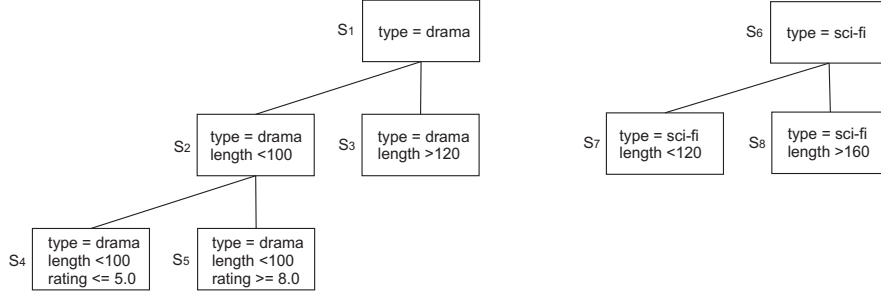 S1
type = drama
S6
type = sci-fi
S2
type = drama
length <100
S3
type = drama
length >120
S7
type = sci-fi
length <120
S8
type = sci-fi
length >160
S4
type = drama
length <100
rating <= 5.0
S5
type = drama
length <100
rating >= 8.0